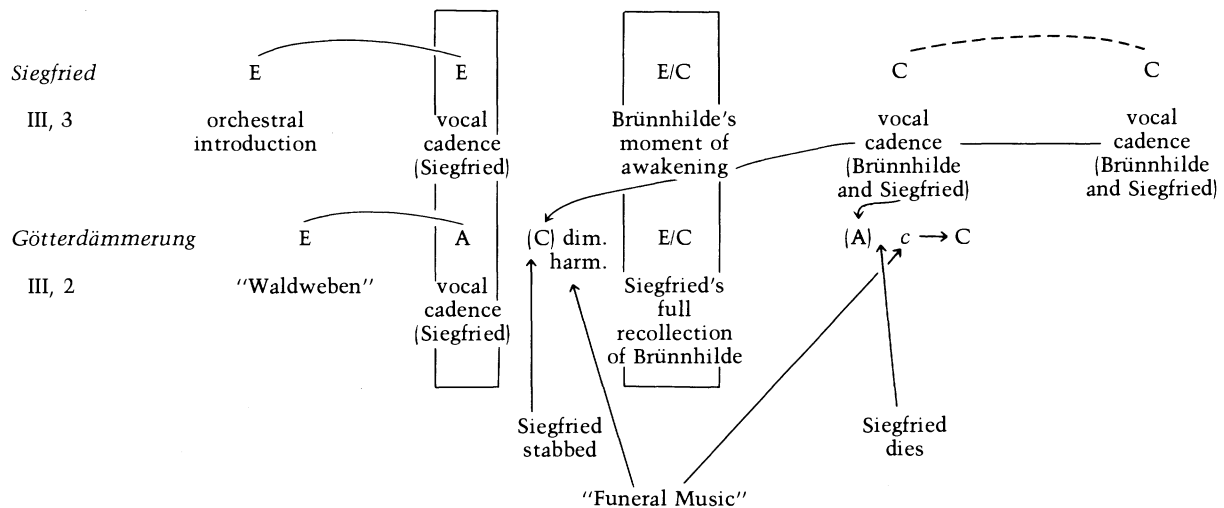 Siegfried E E E/C C C
III, 3 orchestral vocal Brünnhilde's vocal vocal
introduction cadence moment of cadence cadence
(Siegfried) awakening (Brünnhilde (Brünnhilde
and Siegfried) and Siegfried)
Götterdämmerung E A (C) dim. E/C (A) c C
harm.
III, 2 "Waldweben" vocal Siegfried's
cadence full
(Siegfried) recollection
of Brünnhilde
Siegfried Siegfried
stabbed dies
"Funeral Music"